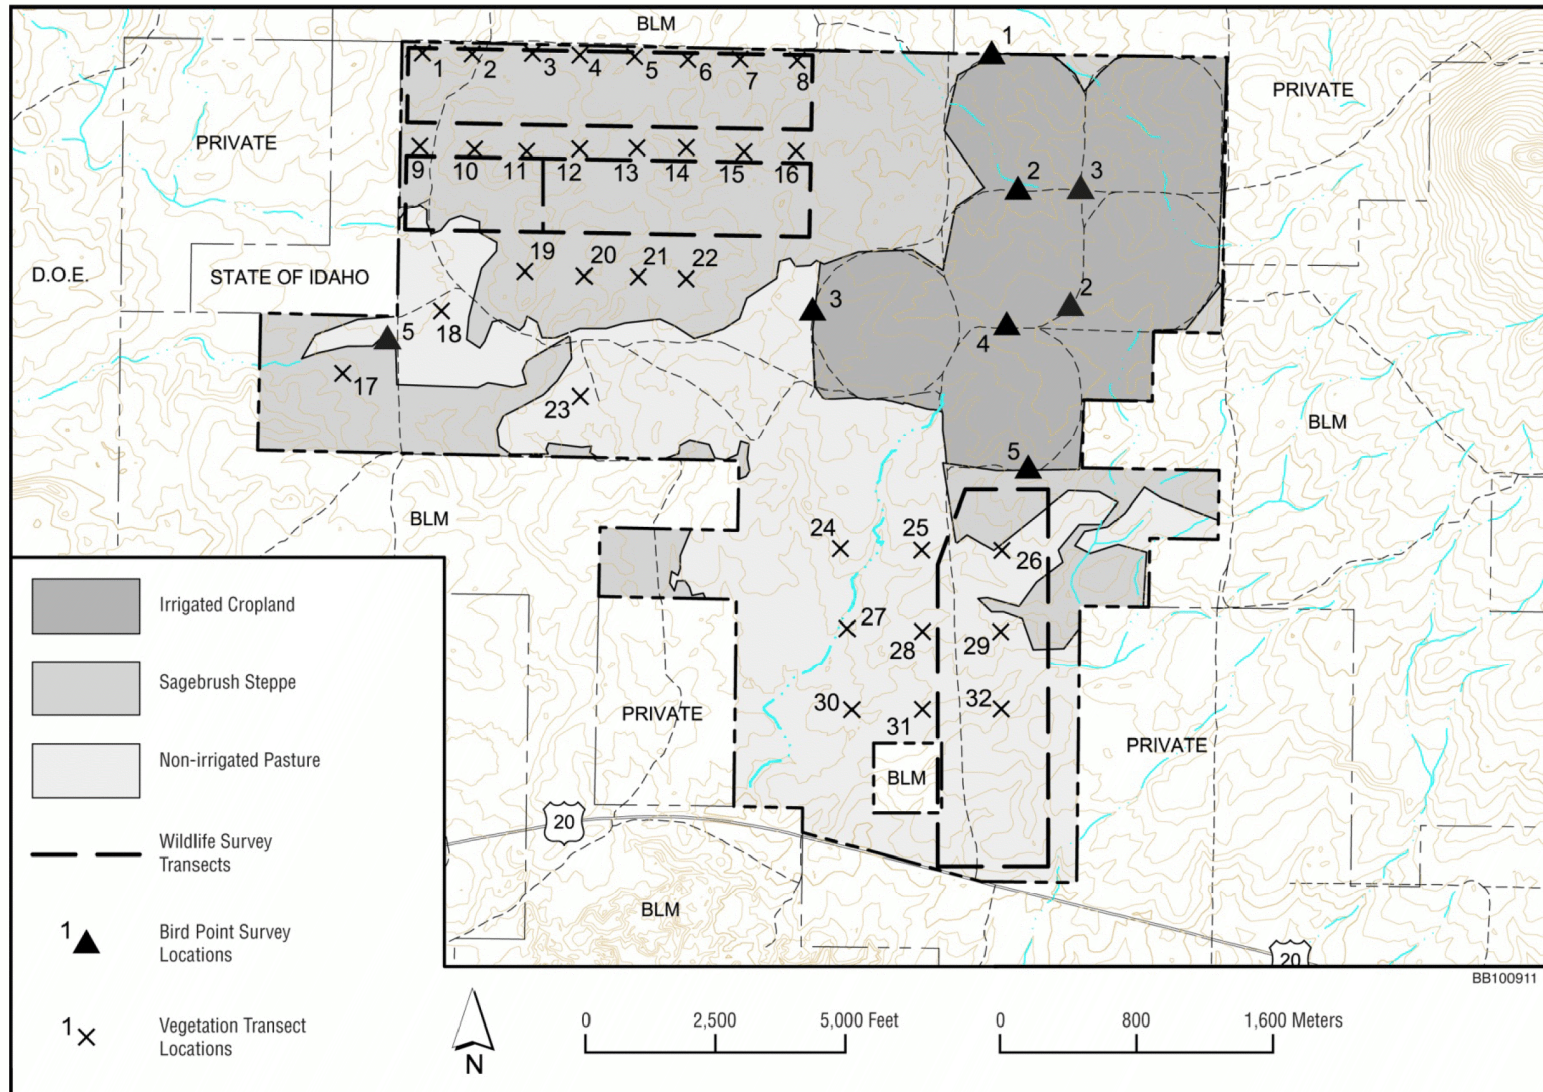 BLM
1
1
2
3
4
5
6
7
8
PRIVATE
PRIVATE
9
10
11
12
13
14
15
16
2
3
D.O.E.
STATE OF IDAHO
19
20
21
22
3
2
18
5
4
17
23
BLM
5
BLM
24
25
26
27
28
29
30
31
32
PRIVATE
PRIVATE
BLM
20
BLM
20
BB100911
Irrigated Cropland
Sagebrush Steppe
Non-irrigated Pasture
Wildlife Survey
Transects
1
Bird Point Survey
Locations
1
Vegetation Transect
Locations
N
0
2,500
5,000 Feet
0
800
1,600 Meters